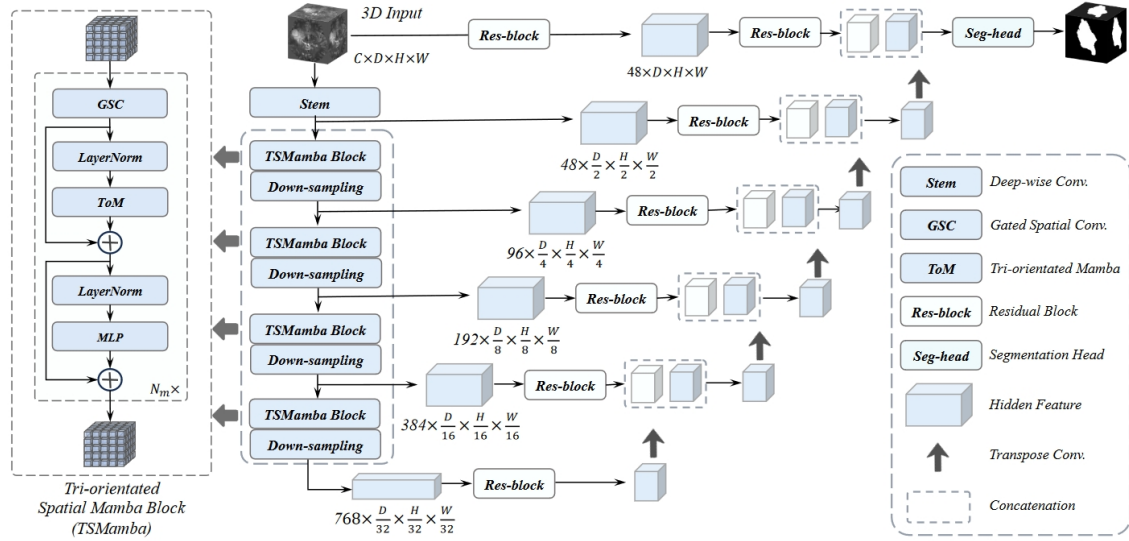 3D Input
C×D×H×W
Res-block
48×D×H×W
Res-block
Seg-head
Stem
48×D/2×H/2×W/2
Res-block
TSMamba Block
Down-sampling
96×D/4×H/4×W/4
Res-block
TSMamba Block
Down-sampling
192×D/8×H/8×W/8
Res-block
TSMamba Block
Down-sampling
384×D/16×H/16×W/16
Res-block
TSMamba Block
Down-sampling
768×D/32×H/32×W/32
Res-block
GSC
LayerNorm
ToM
LayerNorm
MLP
N_m×
Tri-orientated
Spatial Mamba Block
(TSMamba)
Stem Deep-wise Conv.
GSC Gated Spatial Conv.
ToM Tri-orientated Mamba
Res-block Residual Block
Seg-head Segmentation Head
Hidden Feature
Transpose Conv.
Concatenation